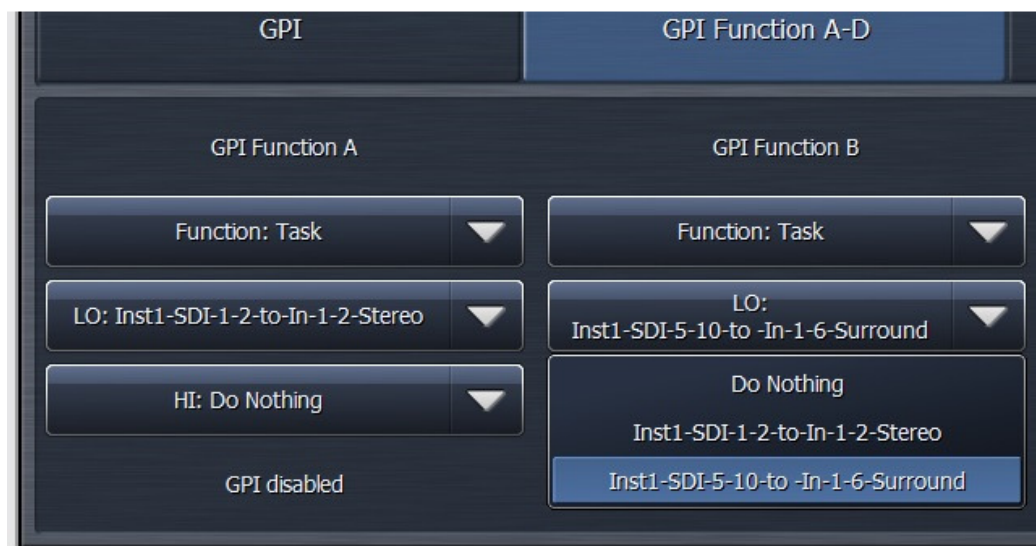 GPI
GPI Function A-D
GPI Function A
GPI Function B
Function: Task
Function: Task
LO: Inst1-SDI-1-2-to-In-1-2-Stereo
LO:
Inst1-SDI-5-10-to -In-1-6-Surround
HI: Do Nothing
Do Nothing
Inst1-SDI-1-2-to-In-1-2-Stereo
GPI disabled
Inst1-SDI-5-10-to -In-1-6-Surround